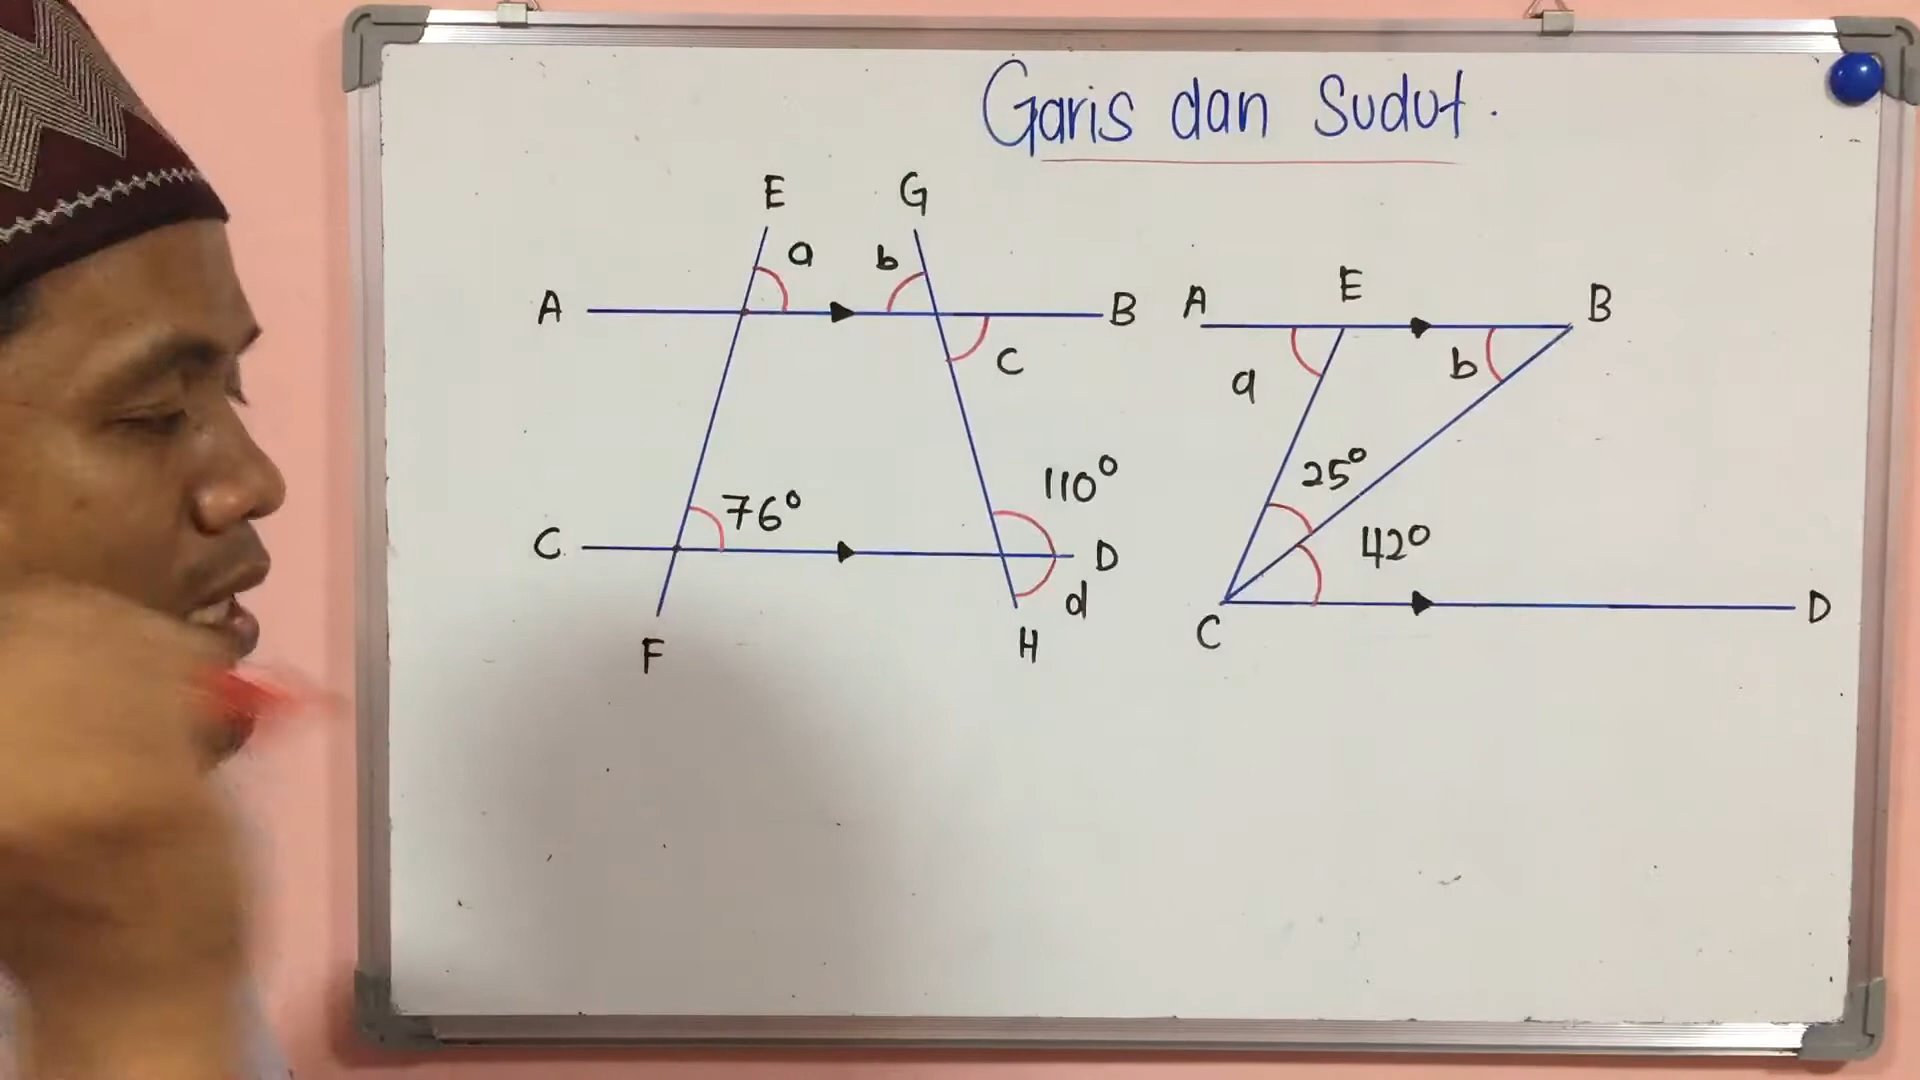 Garis dan Sudut.
E G
a b
A B
c
76° 110°
C D
d
F H
A E B
a b
25°
42°
C D